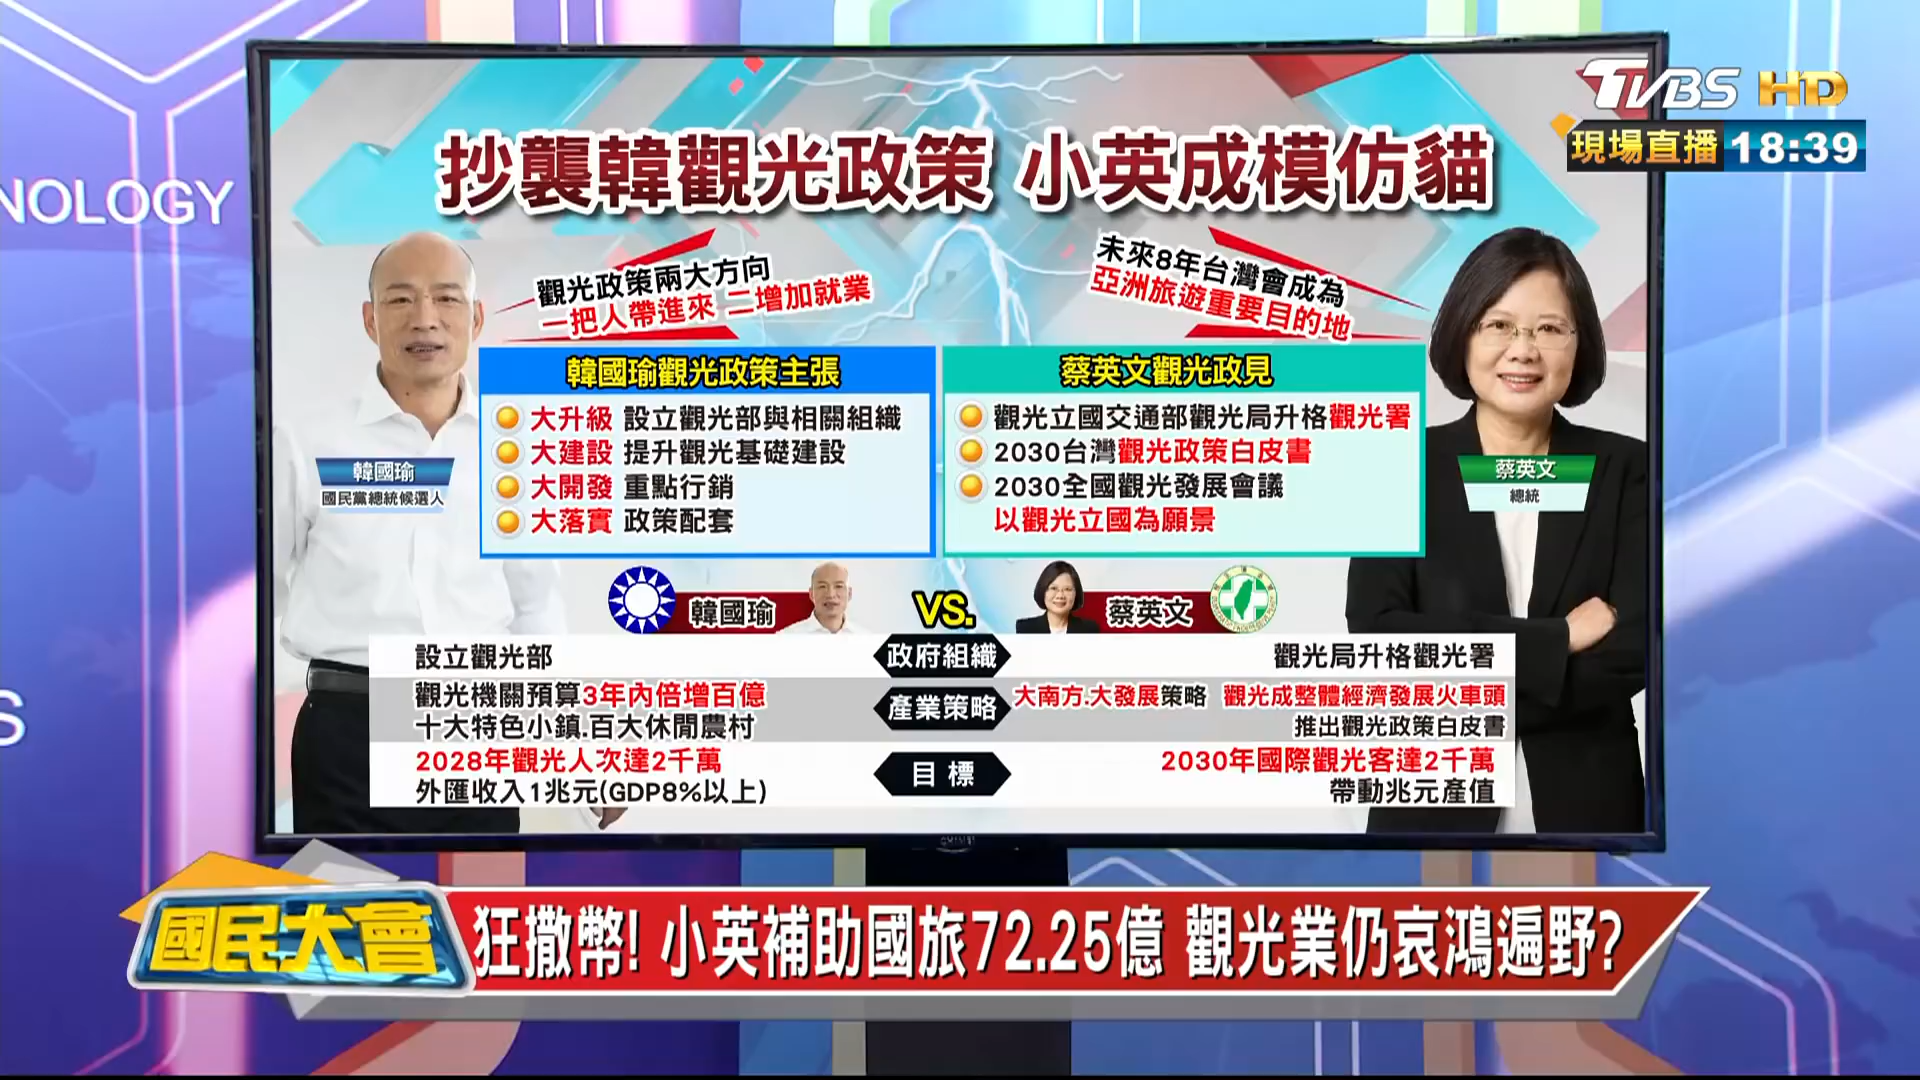 TVBS HD
現場直播 18:39
NOLOGY
抄襲韓觀光政策 小英成模仿貓
觀光政策兩大方向
一把人帶進來 二增加就業
未來8年台灣會成為
亞洲旅遊重要目的地
韓國瑜
國民黨總統候選人
韓國瑜觀光政策主張
大升級 設立觀光部與相關組織
大建設 提升觀光基礎建設
大開發 重點行銷
大落實 政策配套
蔡英文觀光政見
觀光立國交通部觀光局升格觀光署
2030台灣觀光政策白皮書
2030全國觀光發展會議
以觀光立國為願景
蔡英文
總統
韓國瑜 VS. 蔡英文
設立觀光部 政府組織 觀光局升格觀光署
觀光機關預算3年內倍增百億
十大特色小鎮.百大休閒農村
產業策略
大南方.大發展策略 觀光成整體經濟發展火車頭
推出觀光政策白皮書
2028年觀光人次達2千萬
外匯收入1兆元(GDP8%以上)
目標
2030年國際觀光客達2千萬
帶動兆元產值
S
國民大會
狂撒幣! 小英補助國旅72.25億 觀光業仍哀鴻遍野?